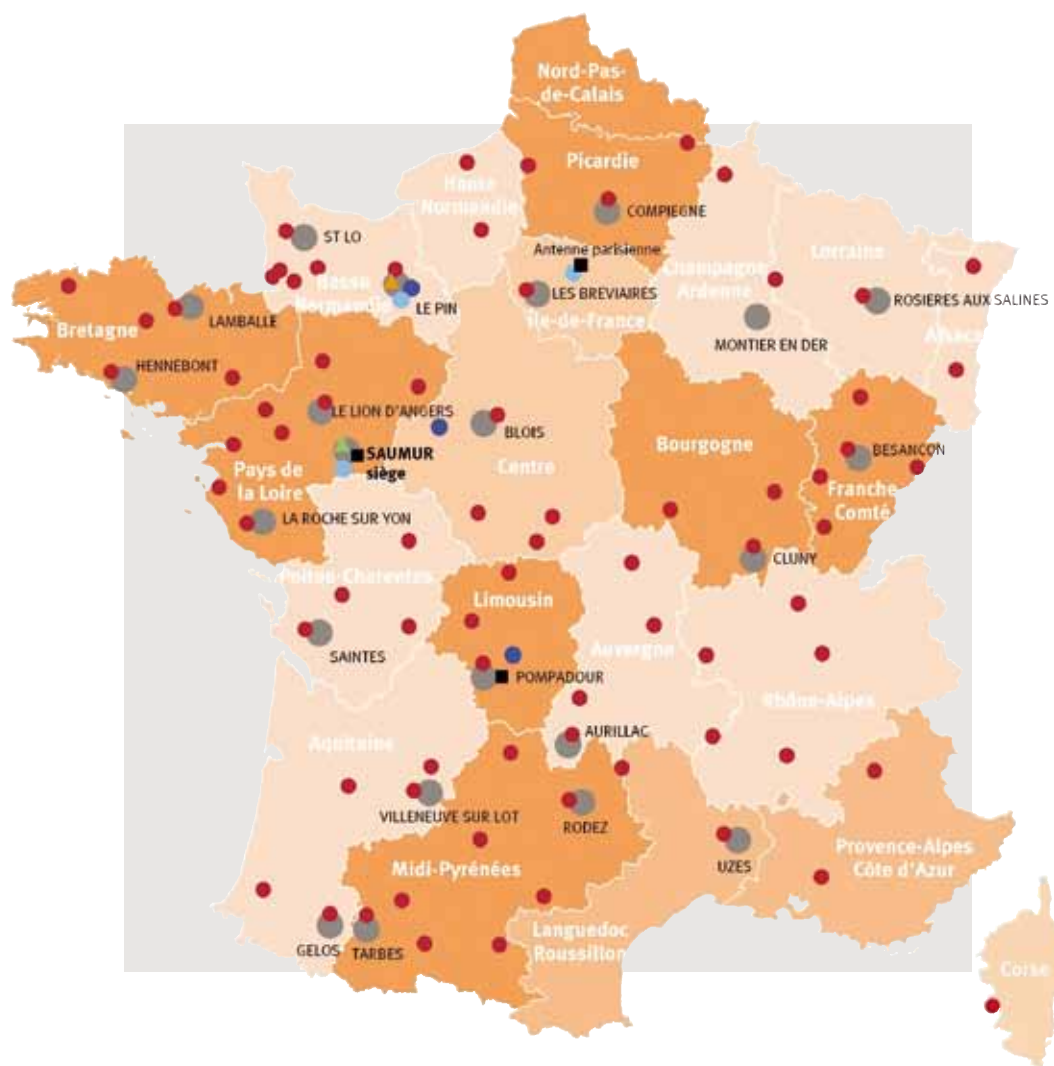 Nord-Pas-
de-Calais
Picardie
Haute
Normandie
COMPIEGNE
ST LO
Antenne parisienne
Lorraine
Champagne
Ardenne
Basse
Normandie
LE PIN
LES BREVIAIRES
Île-de-France
ROSIERES AUX SALINES
Alsace
Bretagne
LAMBALLE
MONTIER EN DER
HENNEBONT
LE LION D'ANGERS
BLOIS
Bourgogne
BESANCON
SAUMUR
siège
Centre
Pays de
la Loire
Franche
Comté
LA ROCHE SUR YON
CLUNY
Poitou-Charentes
Limousin
SAINTES
Auvergne
POMPADOUR
Rhône-Alpes
AURILLAC
Aquitaine
VILLENEUVE SUR LOT
RODEZ
Provence-Alpes
Côte d'Azur
UZES
Midi-Pyrénées
Languedoc
Roussillon
GELOS
TARBES
Corse